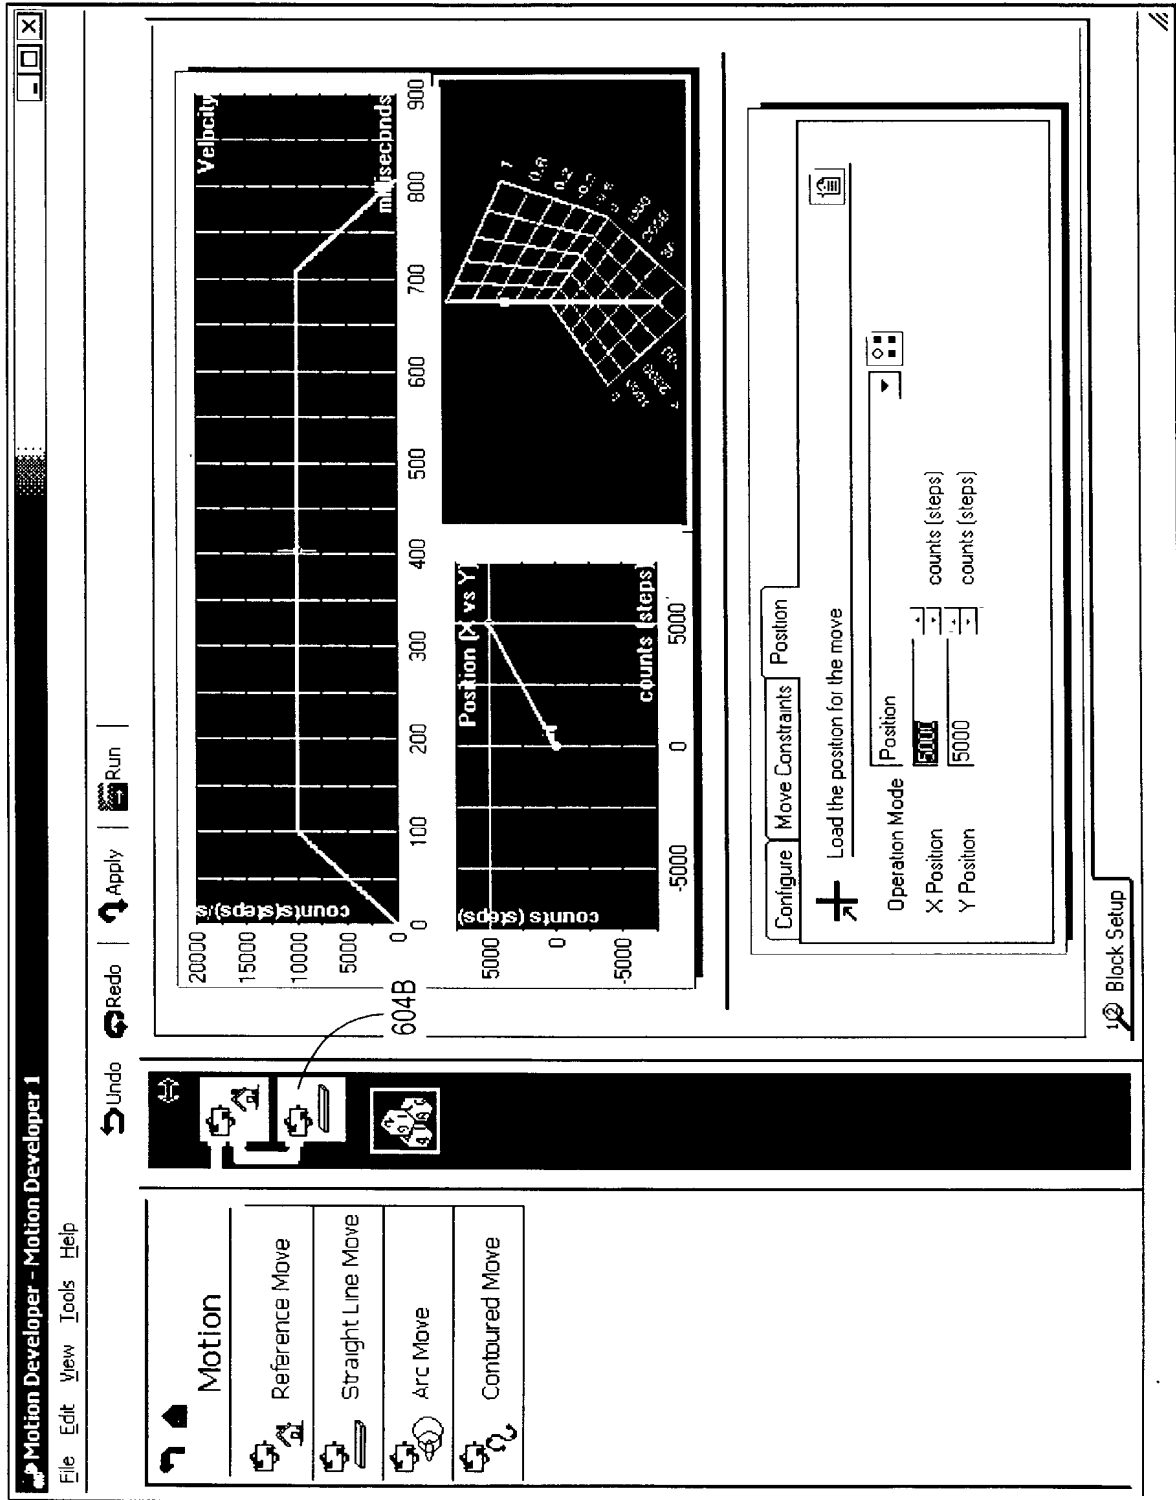 Motion Developer - Motion Developer 1
File Edit View Tools Help
Undo Redo Apply Run
Motion
Reference Move
Straight Line Move
Arc Move
Contoured Move
604B
Velocity
counts(steps)/s
20000
15000
10000
5000
0
0 100 200 300 400 500 600 700 800 900
milliseconds
Position (X vs Y)
counts (steps)
5000
0
-5000
-5000 0 5000
counts (steps)
Configure Move Constraints Position
Load the position for the move
Operation Mode Position
X Position 5000 counts (steps)
Y Position 5000 counts (steps)
Block Setup